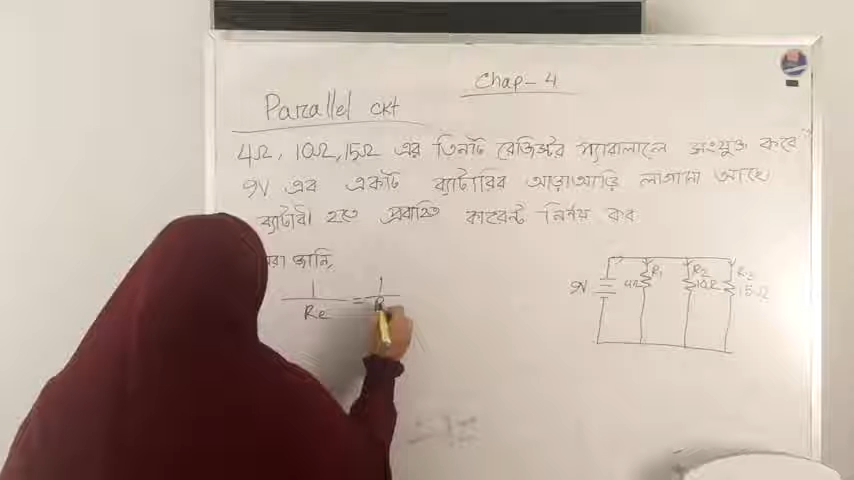 Chap-4
Parallel ckt
4Ω, 10Ω, 15Ω এর তিনটি রেজিস্টর প্যারালালে সংযুক্ত করে
9V এর একটি ব্যাটারির আড়াআড়ি লাগানো আছে
ব্যাটারী হতে প্রবাহিত কারেন্ট নির্নয় কর
রা জানি,
1/Re = 1/R
9V 4Ω R1 R2 10Ω R3 15Ω